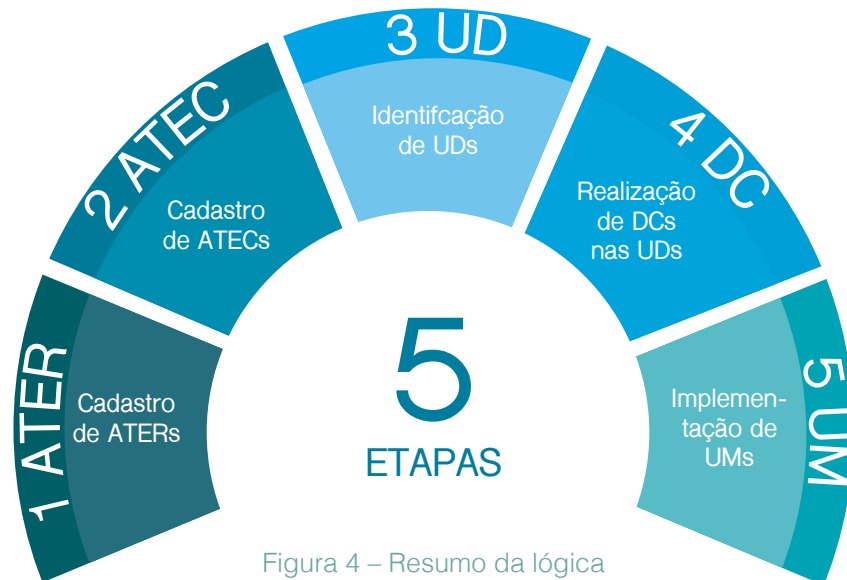 1 ATER
Cadastro
de ATERs
2 ATEC
Cadastro
de ATECs
3 UD
Identifcação
de UDs
4 DC
Realização
de DCs
nas UDs
5 UM
Implemen-
tação de
UMs
5
ETAPAS
Figura 4 – Resumo da lógica